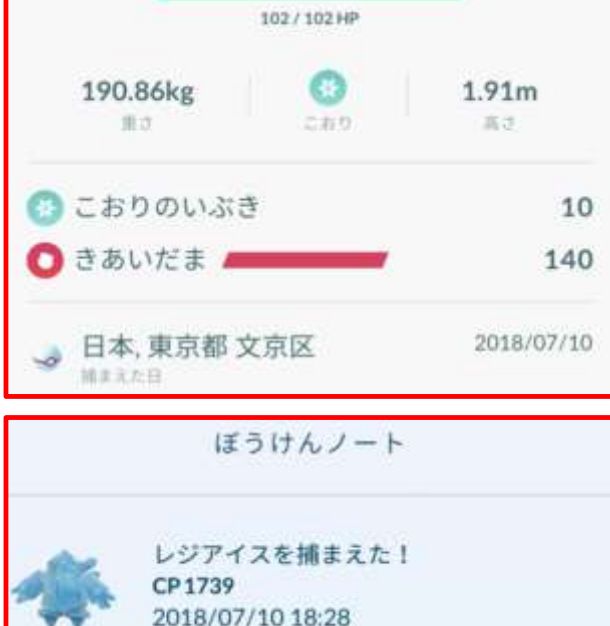 102 / 102 HP
190.86kg
重さ
こおり
1.91m
高さ
こおりのいぶき 10
きあいだま 140
日本, 東京都 文京区 2018/07/10
捕まえた日
ぼうけんノート
レジアイスを捕まえた！
CP 1739
2018/07/10 18:28